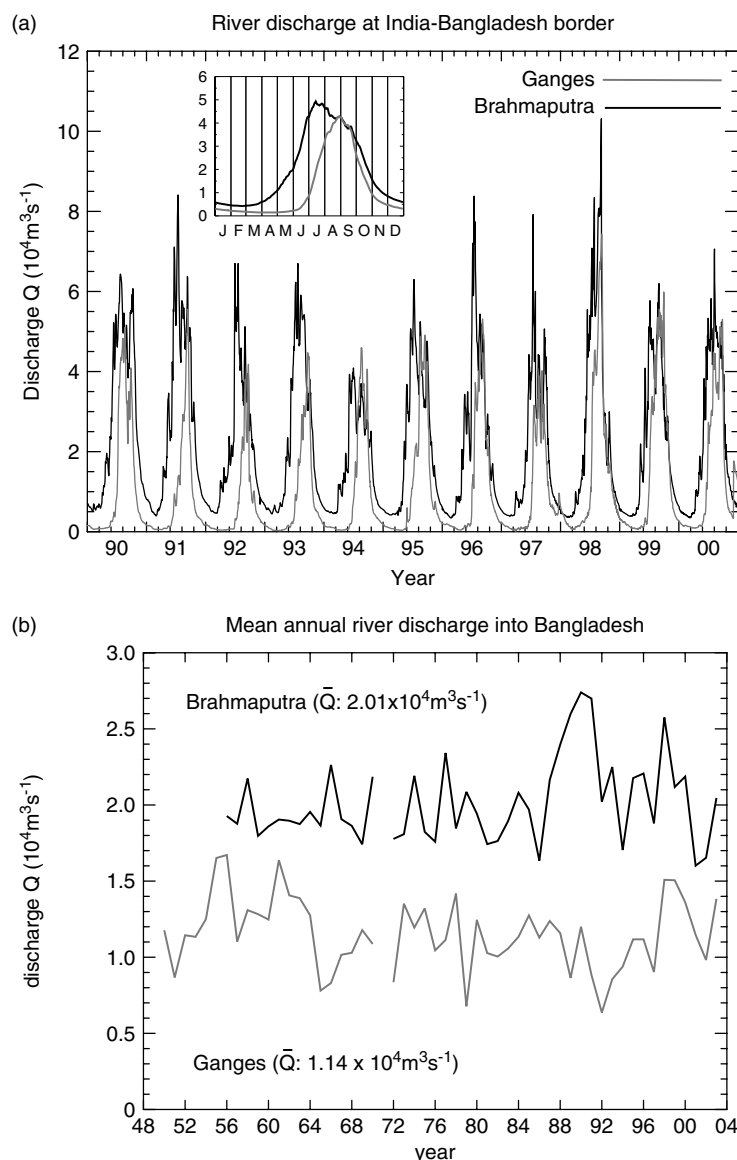 (a) River discharge at India-Bangladesh border
12
10
8
6
4
2
0
Discharge Q (10⁴m³s⁻¹)
6
5
4
3
2
1
0
J F M A M J J A S O N D
Ganges
Brahmaputra
90 91 92 93 94 95 96 97 98 99 00
Year
(b) Mean annual river discharge into Bangladesh
3.0
2.5
2.0
1.5
1.0
0.5
0
discharge Q (10⁴m³s⁻¹)
Brahmaputra (Q̄: 2.01x10⁴m³s⁻¹)
Ganges (Q̄: 1.14 x 10⁴m³s⁻¹)
48 52 56 60 64 68 72 76 80 84 88 92 96 00 04
year